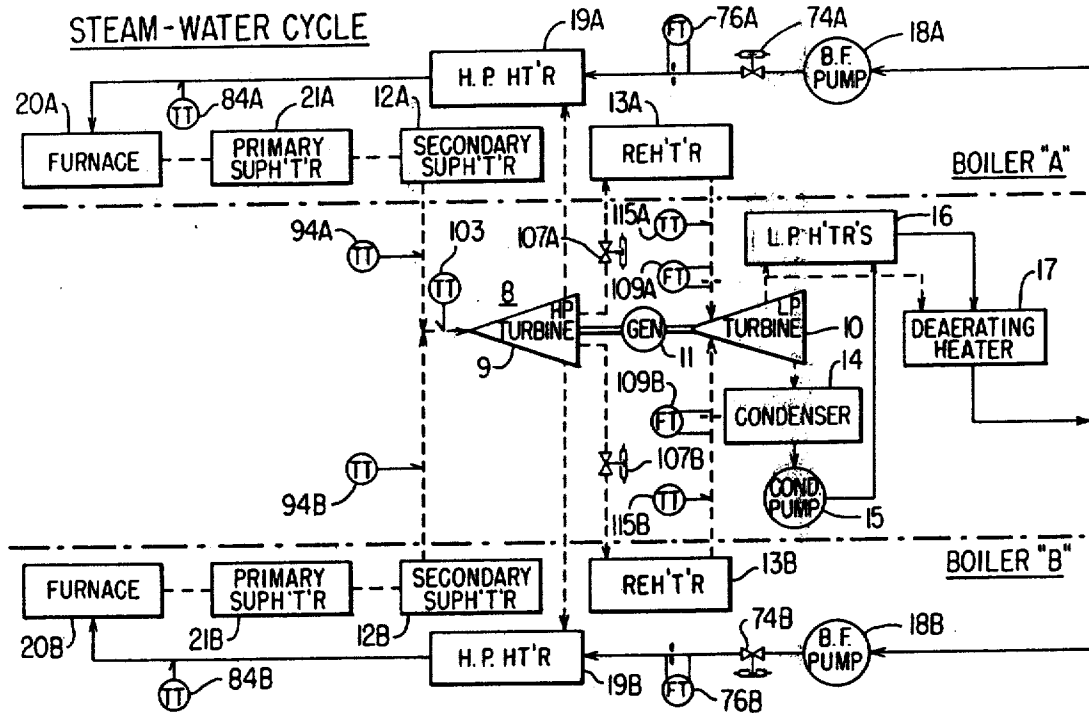 STEAM-WATER CYCLE
19A
76A
74A
18A
FT
B.F.
PUMP
H.P. HT'R
20A
TT
84A
21A
12A
13A
FURNACE
PRIMARY
SUPH'T'R
SECONDARY
SUPH'T'R
REH'T'R
BOILER "A"
94A
TT
103
TT
107A
115A
TT
109A
FT
L.P. H'TR'S
16
8
HP
TURBINE
9
GEN
11
LP
TURBINE
10
17
DEAERATING
HEATER
14
109B
FT
CONDENSER
94B
TT
107B
115B
TT
COND
PUMP
15
BOILER "B"
FURNACE
PRIMARY
SUPH'T'R
SECONDARY
SUPH'T'R
REH'T'R
13B
20B
21B
12B
74B
18B
H.P. HT'R
B.F.
PUMP
TT
84B
19B
FT
76B